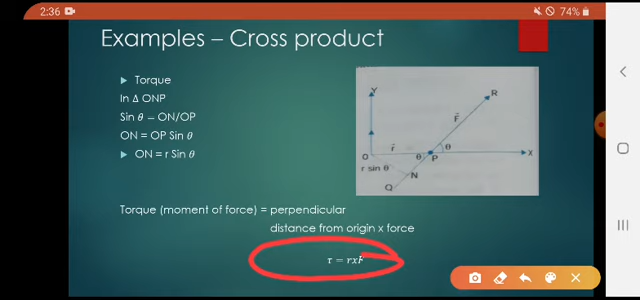 2:36
74%
Examples – Cross product
Torque
In Δ ONP
Sin θ = ON/OP
ON = OP Sin θ
ON = r Sin θ
Y
R
F
r
O
θ
P
θ
X
r sin θ
N
Q
Torque (moment of force) = perpendicular
distance from origin x force
τ = rxF